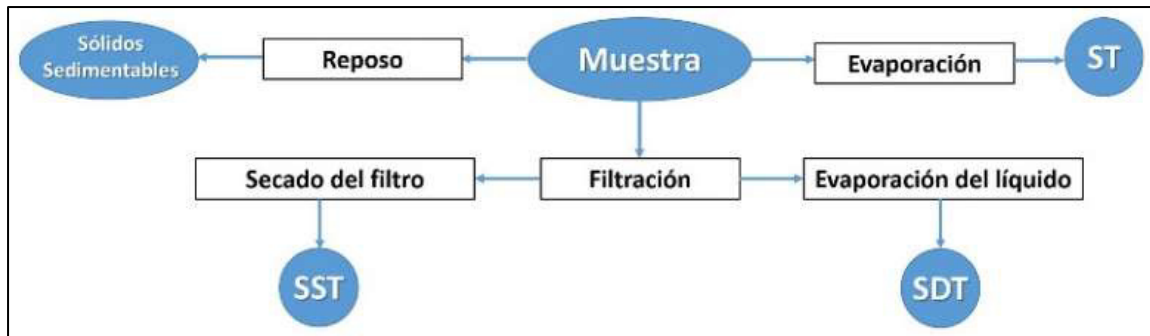 Sólidos
Sedimentables
Reposo
Muestra
Evaporación
ST
Secado del filtro
Filtración
Evaporación del líquido
SST
SDT